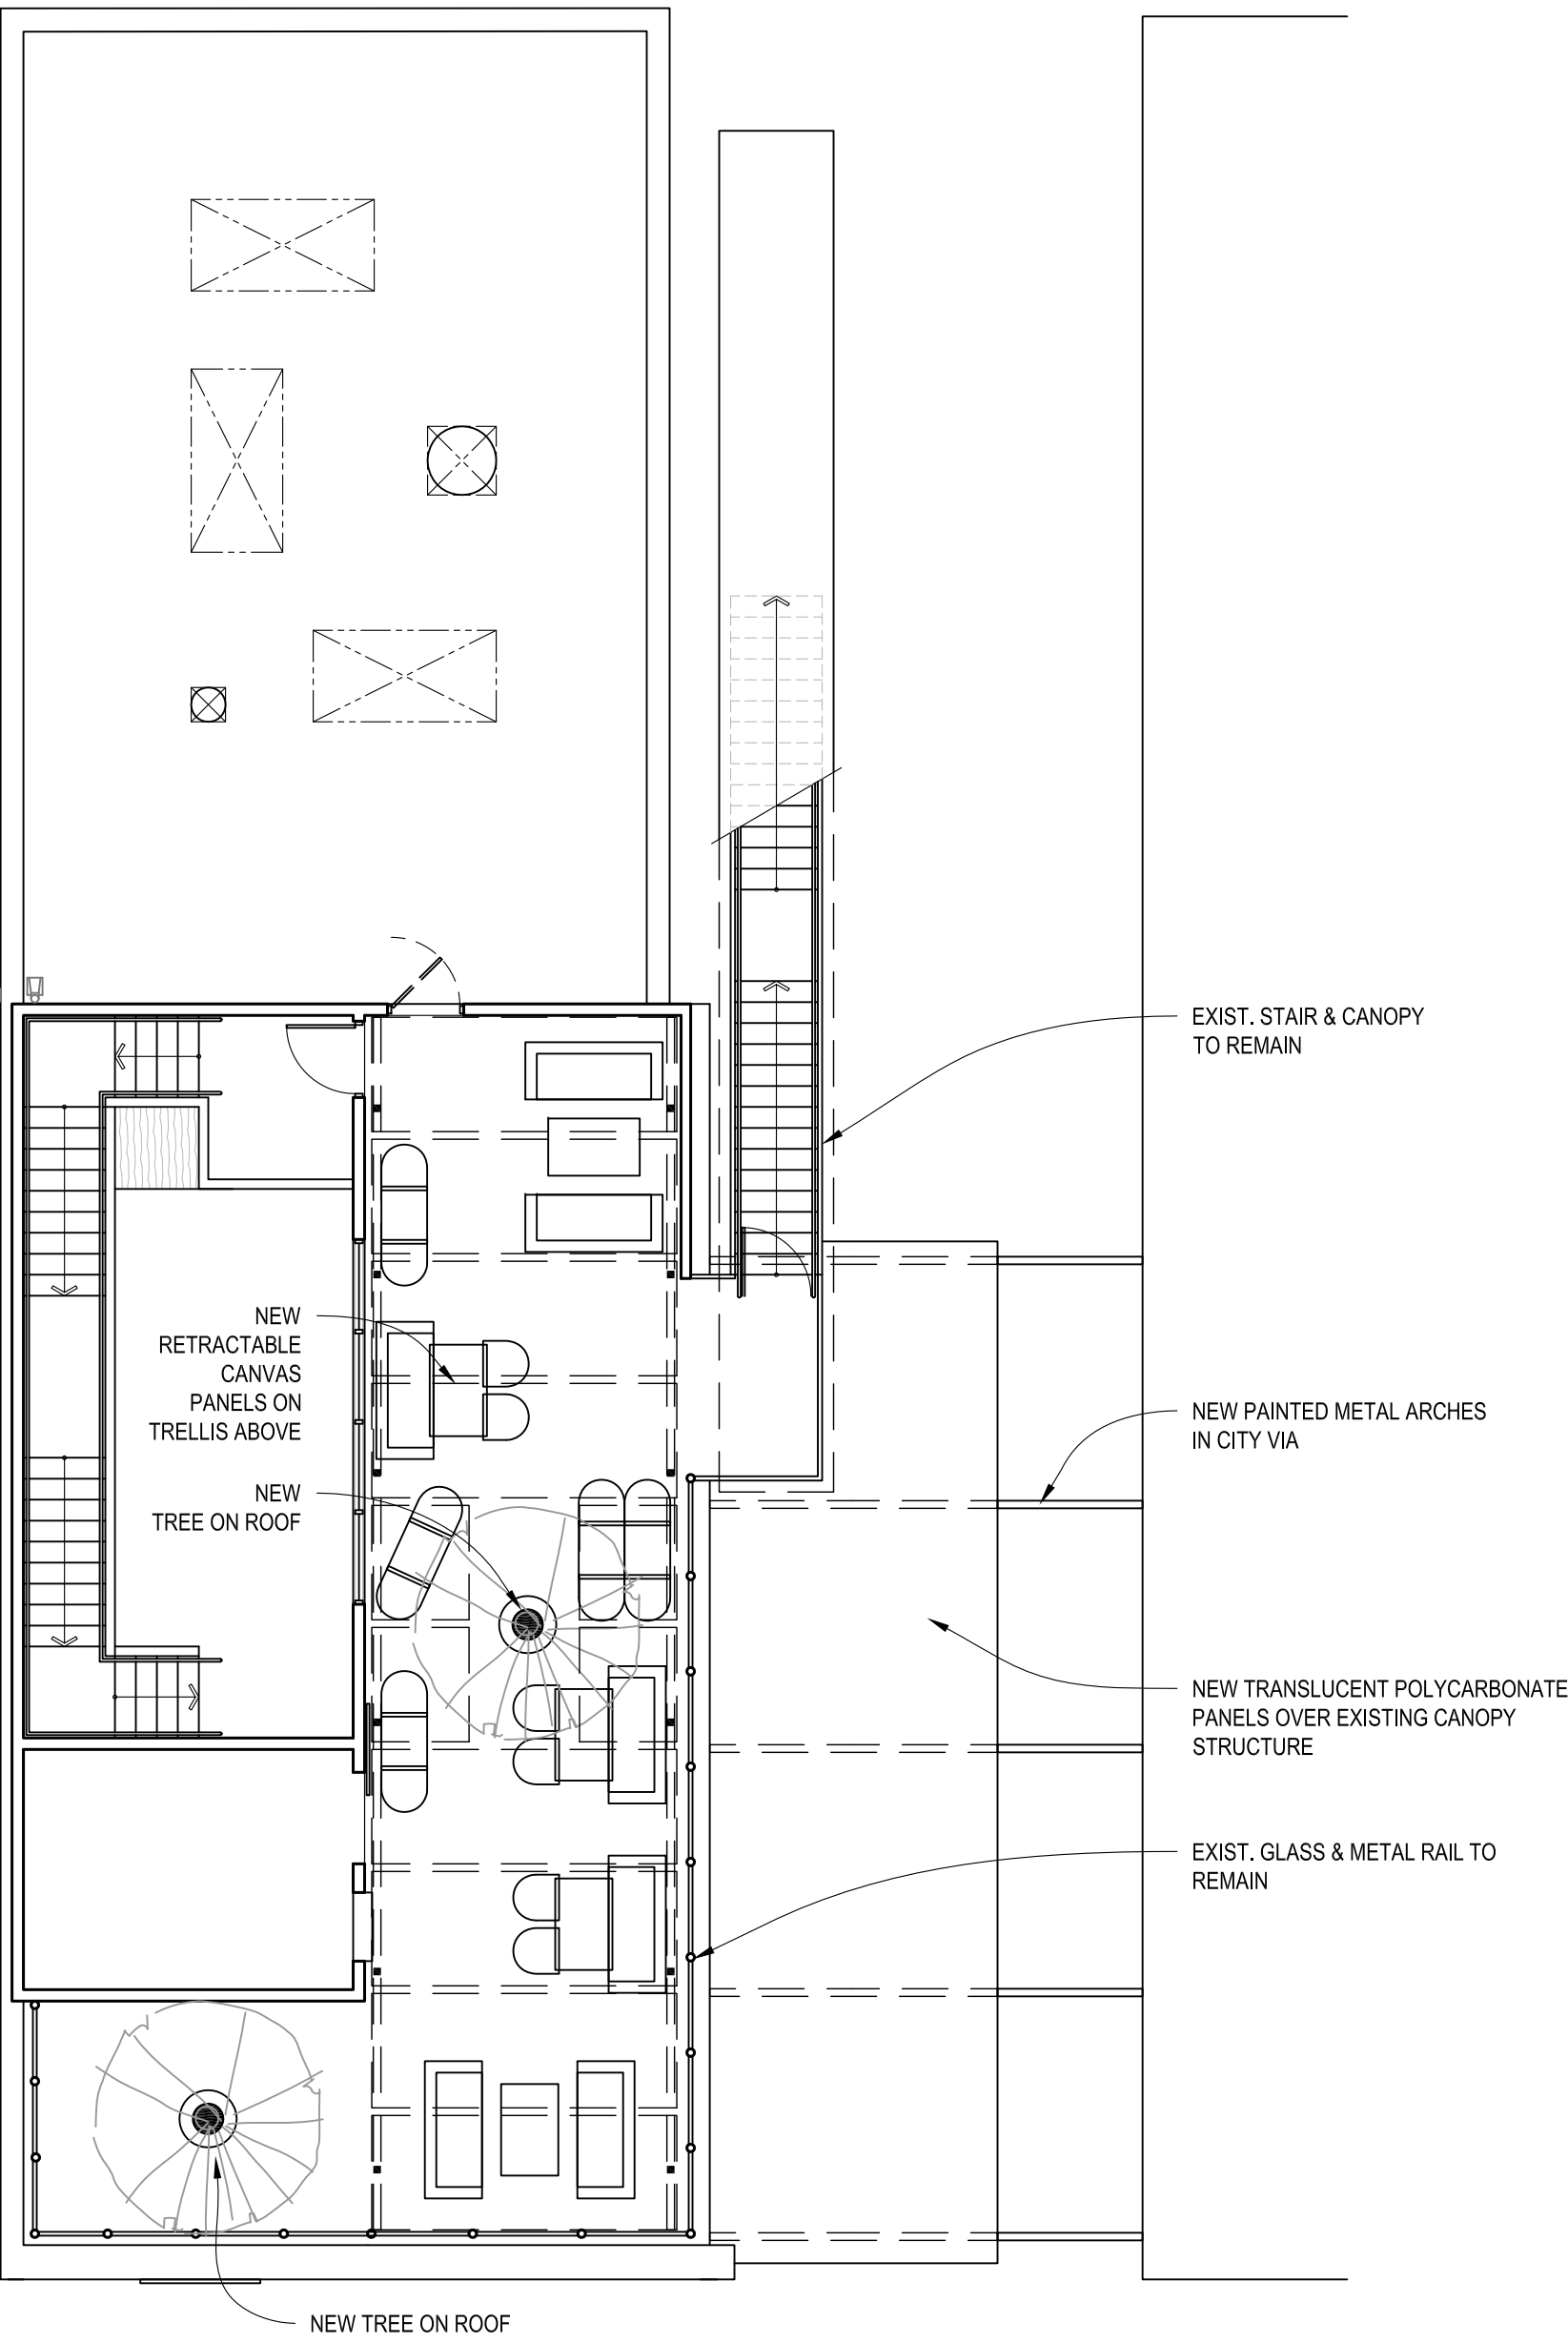 EXIST. STAIR & CANOPY
TO REMAIN
NEW
RETRACTABLE
CANVAS
PANELS ON
TRELLIS ABOVE
NEW PAINTED METAL ARCHES
IN CITY VIA
NEW
TREE ON ROOF
NEW TRANSLUCENT POLYCARBONATE
PANELS OVER EXISTING CANOPY
STRUCTURE
EXIST. GLASS & METAL RAIL TO
REMAIN
NEW TREE ON ROOF